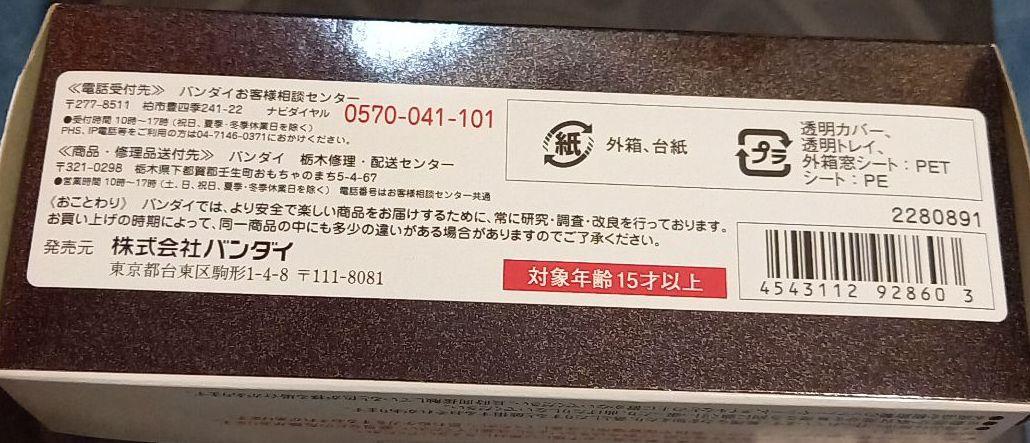 ≪電話受付先≫ バンダイお客様相談センター
〒277-8511 柏市豊四季241-22 ナビダイヤル 0570-041-101
●受付時間 10時〜17時(祝日、夏季・冬季休業日を除く)
PHS、IP電話等をご利用の方は04-7146-0371におかけください。
≪商品・修理品送付先≫ バンダイ 栃木修理・配送センター
〒321-0298 栃木県下都賀郡壬生町おもちゃのまち5-4-67
●営業時間 10時〜17時(土、日、祝日、夏季・冬季休業日を除く) 電話番号はお客様相談センター共通
〈おことわり〉 バンダイでは、より安全で楽しい商品をお届けするために、常に研究・調査・改良を行っております。
お買い上げの時期によって、同一商品の中にも多少の違いがある場合がありますのでご了承ください。
発売元 株式会社バンダイ
東京都台東区駒形1-4-8 〒111-8081
対象年齢15才以上
紙 外箱、台紙
プラ
透明カバー、
透明トレイ、
外箱窓シート:PET
シート:PE
2280891
4543112 92860 3